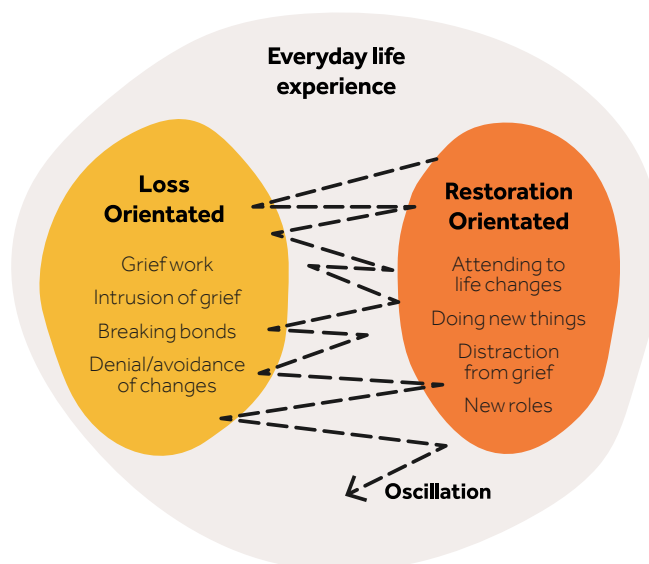 Everyday life
experience
Loss
Orientated
Grief work
Intrusion of grief
Breaking bonds
Denial/avoidance
of changes
Restoration
Orientated
Attending to
life changes
Doing new things
Distraction
from grief
New roles
Oscillation